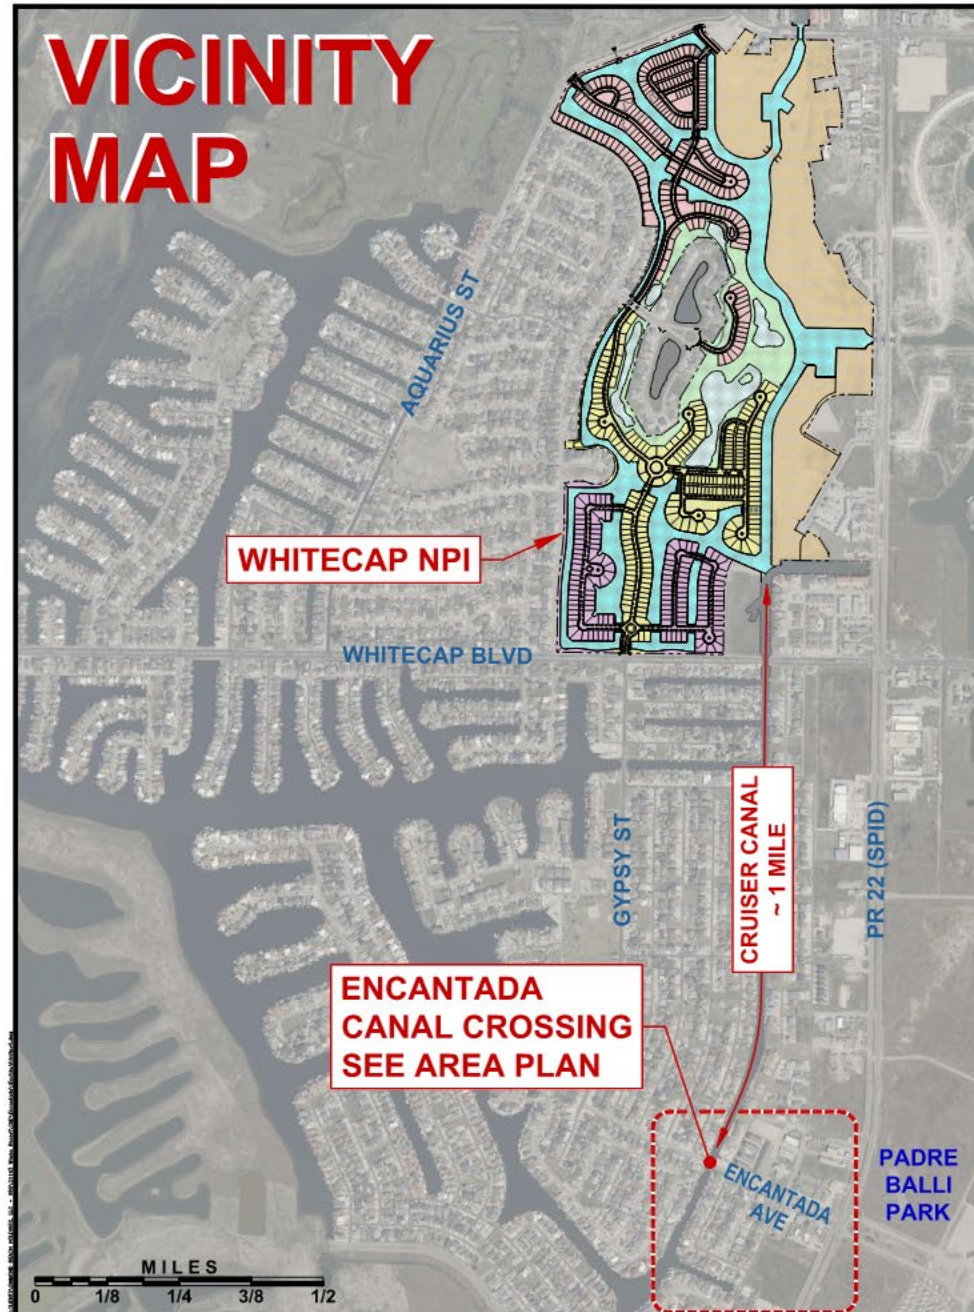 VICINITY
MAP
AQUARIUS ST
WHITECAP NPI
WHITECAP BLVD
GYPSY ST
CRUISER CANAL
~ 1 MILE
PR 22 (SPID)
ENCANTADA
CANAL CROSSING
SEE AREA PLAN
ENCANTADA
AVE
PADRE
BALLI
PARK
MILES
0 1/8 1/4 3/8 1/2